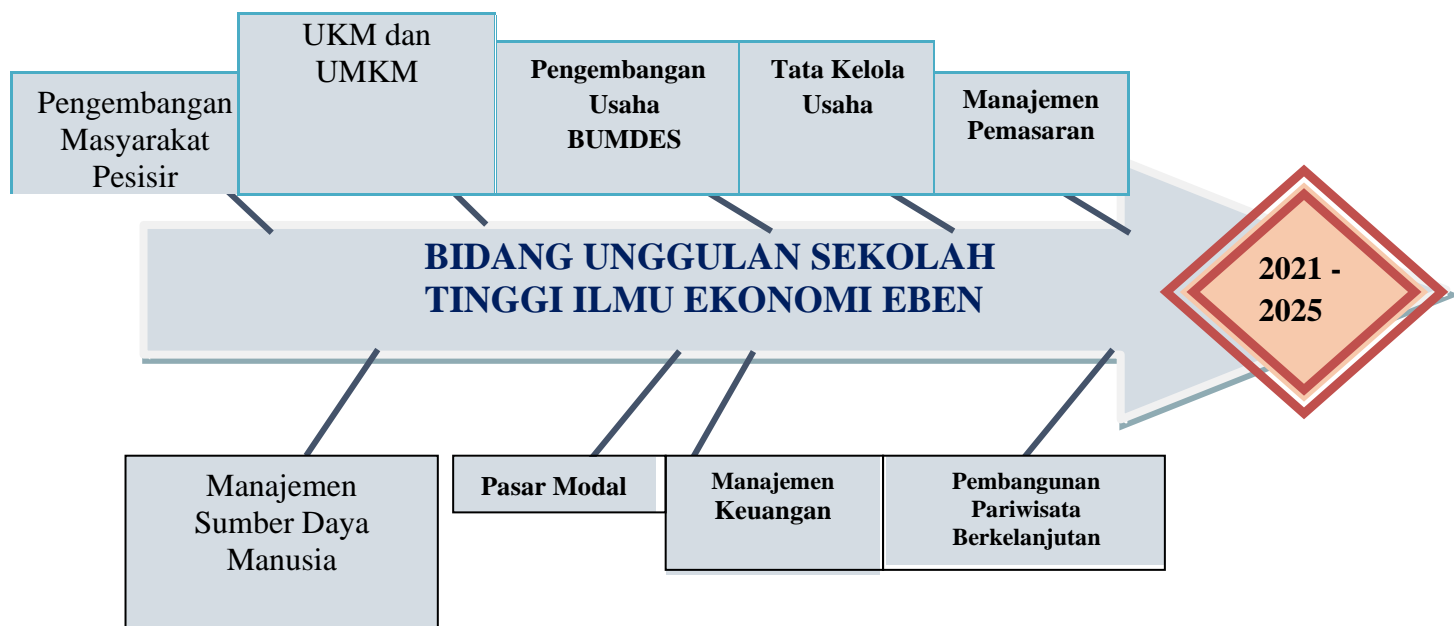 Pengembangan
Masyarakat
Pesisir
UKM dan
UMKM
Pengembangan
Usaha
BUMDES
Tata Kelola
Usaha
Manajemen
Pemasaran
BIDANG UNGGULAN SEKOLAH
TINGGI ILMU EKONOMI EBEN
2021 -
2025
Manajemen
Sumber Daya
Manusia
Pasar Modal
Manajemen
Keuangan
Pembangunan
Pariwisata
Berkelanjutan